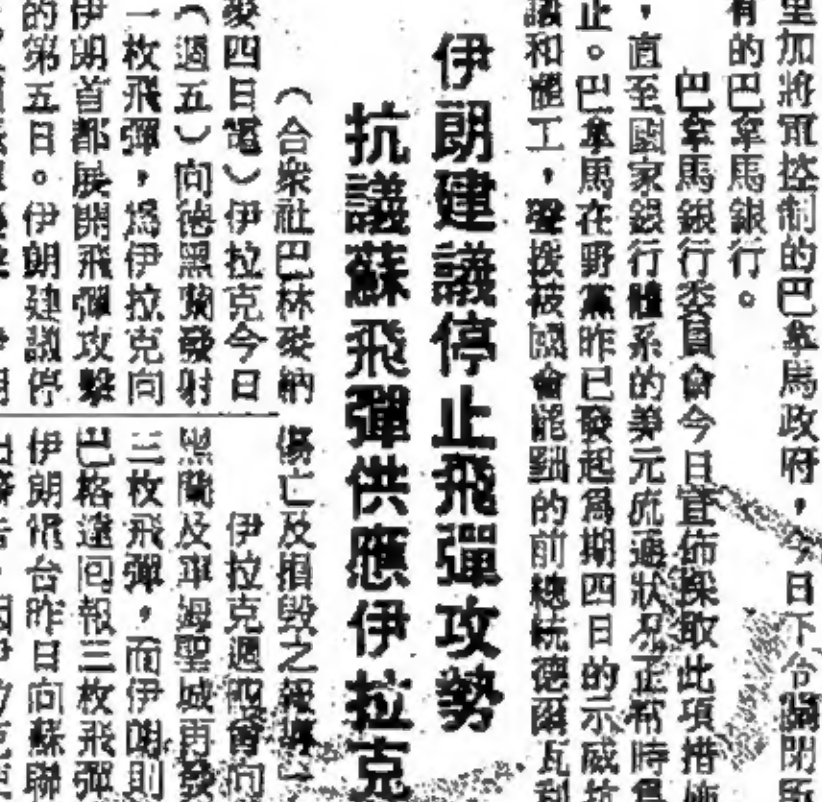 里加將軍控制的巴拿馬政府，今日下令關閉所
有的巴拿馬銀行。
巴拿馬銀行委員會今日宣佈採取此項措施
，直至國家銀行體系的美元流通狀况正常時爲
止。巴拿馬在野黨昨已發起爲期四日的示威抗
議和罷工，聲援被國會罷黜的前總統德爾瓦利
伊朗建議停止飛彈攻勢
抗議蘇飛彈供應伊拉克
（合衆社巴林麥納
麥四日電）伊拉克今日
（週五）向德黑蘭發射
一枚飛彈，爲伊拉克向
伊朗首都展開飛彈攻擊
的第五日。伊朗建議停
傷亡及損毀之報導。
伊拉克週四曾向
黑蘭及 姆聖城再發
三枚飛彈，而伊朗則
巴格達回報三枚飛彈
伊朗電台昨日向蘇聯